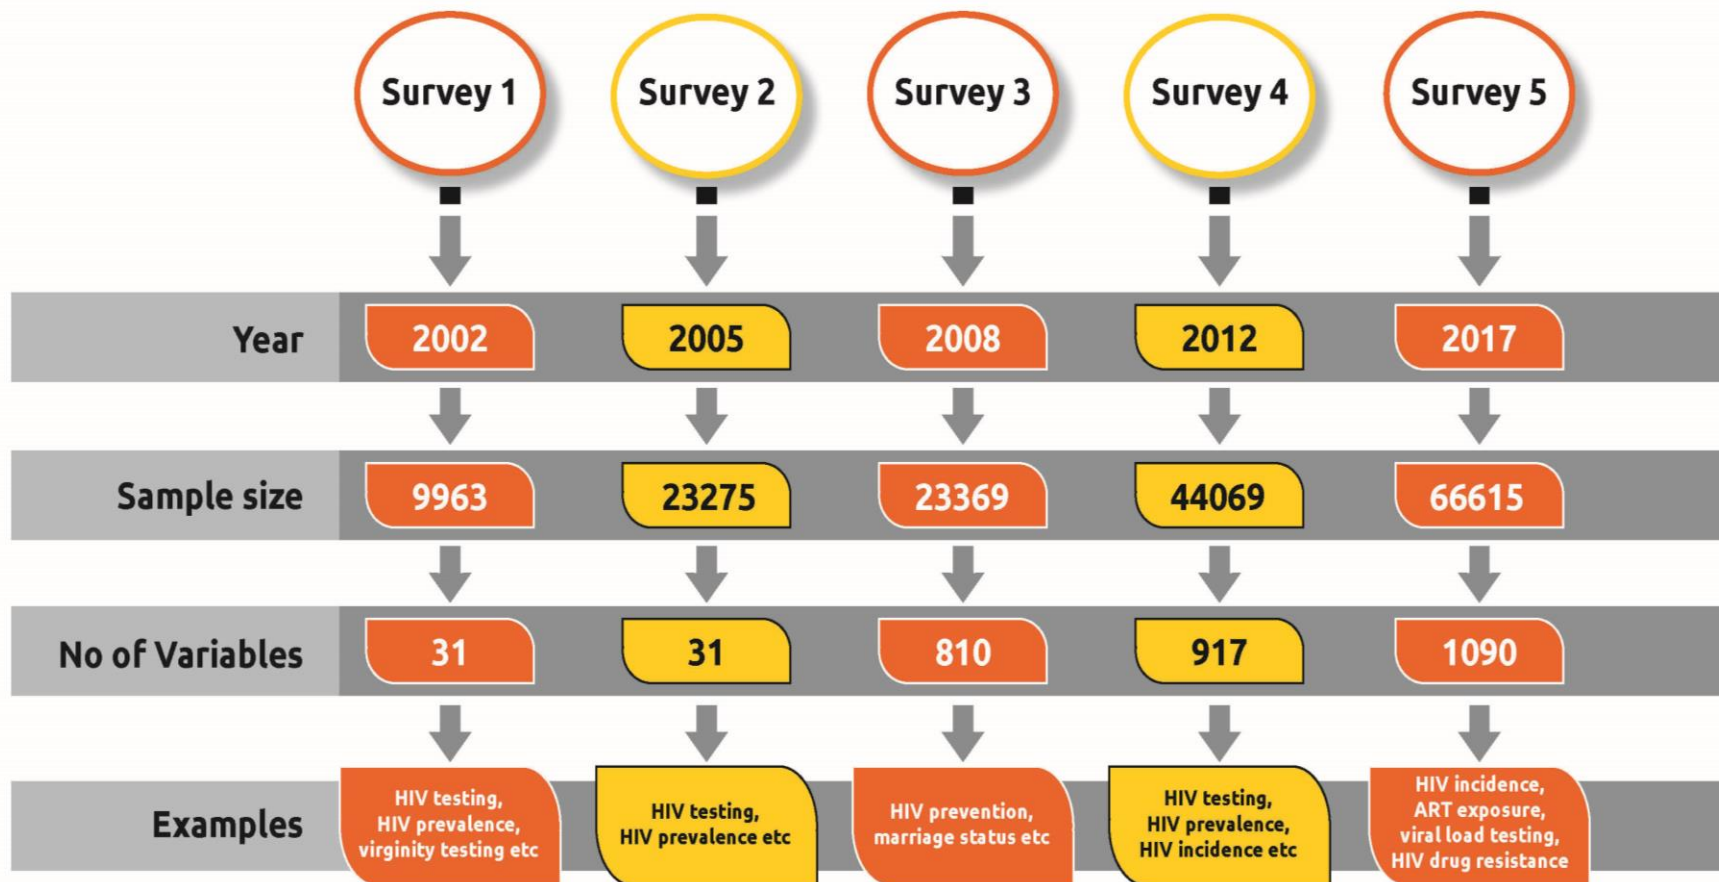 Survey 1
Survey 2
Survey 3
Survey 4
Survey 5
Year
2002
2005
2008
2012
2017
Sample size
9963
23275
23369
44069
66615
No of Variables
31
31
810
917
1090
Examples
HIV testing,
HIV prevalence,
virginity testing etc
HIV testing,
HIV prevalence etc
HIV prevention,
marriage status etc
HIV testing,
HIV prevalence,
HIV incidence etc
HIV incidence,
ART exposure,
viral load testing,
HIV drug resistance